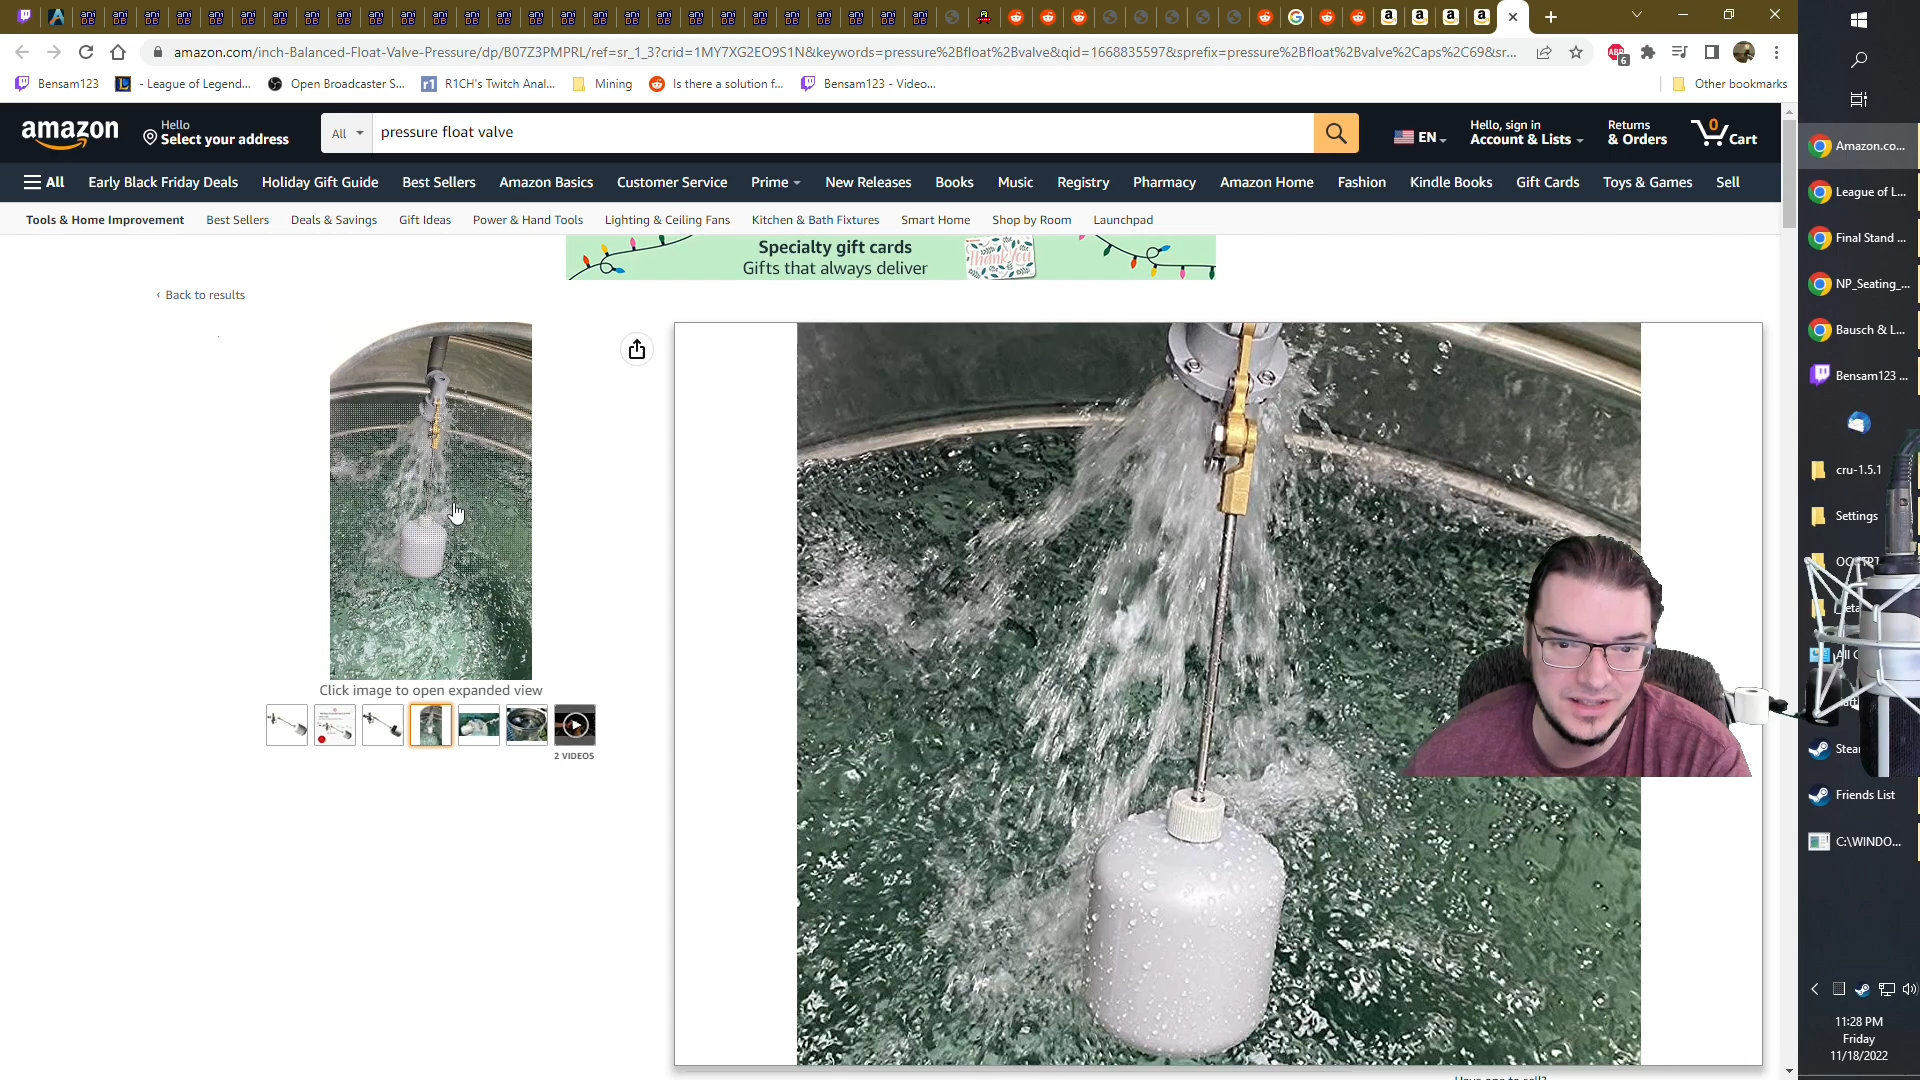 amazon.com/inch-Balanced-Float-Valve-Pressure/dp/B07Z3PMPRL/ref=sr_1_3?crid=1MY7XG2EO9S1N&keywords=pressure%2Bfloat%2Bvalve&qid=1668835597&sprefix=pressure%2Bfloat%2Bvalve%2Caps%2C69&sr...
6
Bensam123
- League of Legend...
Open Broadcaster S...
r1
R1CH's Twitch Anal...
Mining
Is there a solution f...
Bensam123 - Video...
Other bookmarks
amazon
Hello
Select your address
All
pressure float valve
EN
Hello, sign in
Account & Lists
Returns
& Orders
0
Cart
All
Early Black Friday Deals
Holiday Gift Guide
Best Sellers
Amazon Basics
Customer Service
Prime
New Releases
Books
Music
Registry
Pharmacy
Amazon Home
Fashion
Kindle Books
Gift Cards
Toys & Games
Sell
Tools & Home Improvement
Best Sellers
Deals & Savings
Gift Ideas
Power & Hand Tools
Lighting & Ceiling Fans
Kitchen & Bath Fixtures
Smart Home
Shop by Room
Launchpad
Specialty gift cards
Gifts that always deliver
Thank You
‹ Back to results
Click image to open expanded view
2 VIDEOS
Amazon.co...
League of L...
Final Stand ...
NP_Seating_...
Bausch & L...
Bensam123 ...
cru-1.5.1
Settings
All C
Stea
Friends List
C:\WINDO...
11:28 PM
Friday
11/18/2022